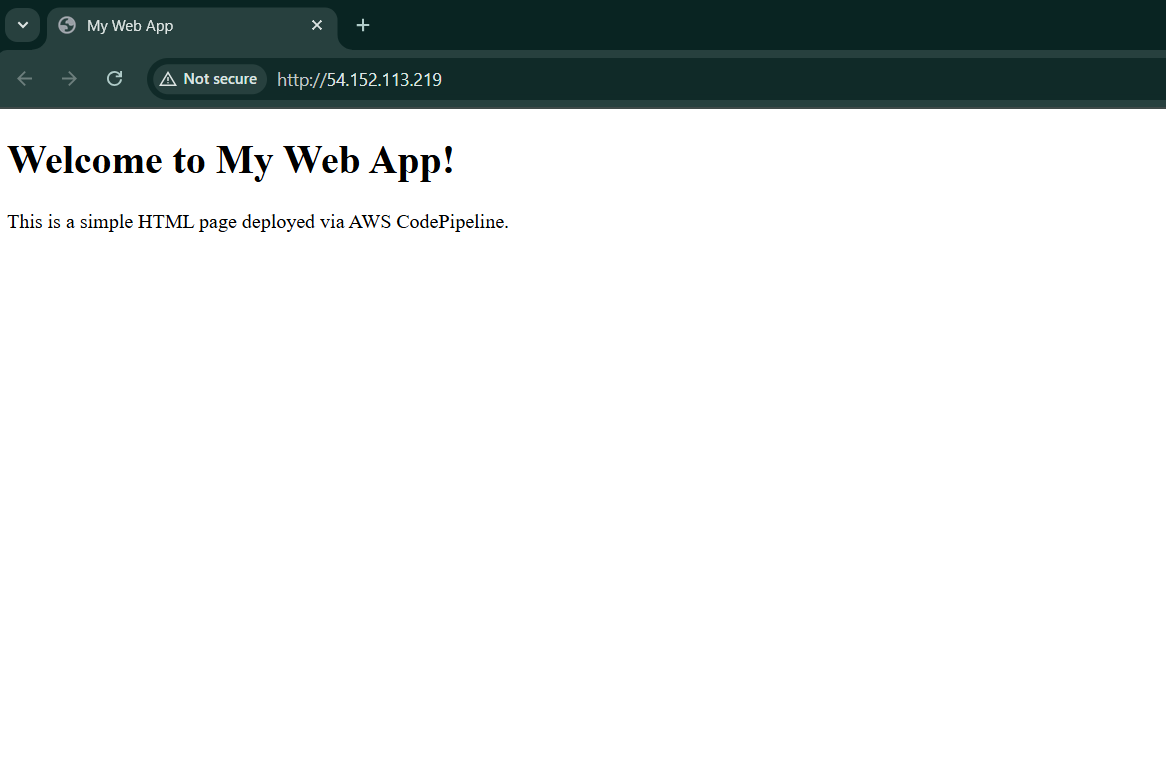 My Web App
Not secure http://54.152.113.219
Welcome to My Web App!
This is a simple HTML page deployed via AWS CodePipeline.